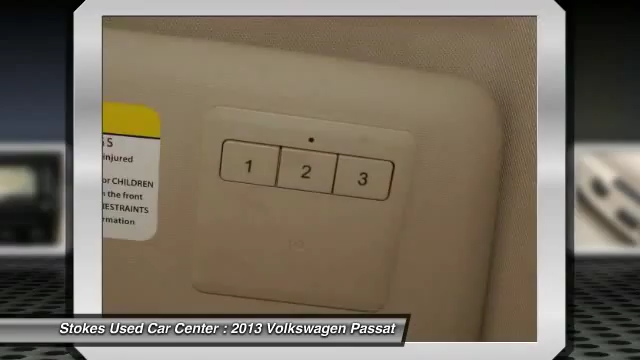 S
injured
or CHILDREN
the front
ESTRAINTS
rmation
1 2 3
Stokes Used Car Center : 2013 Volkswagen Passat